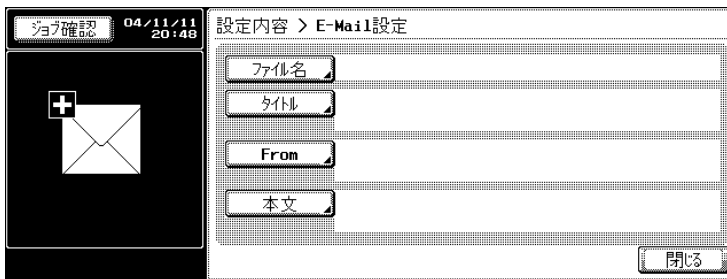 ジョブ確認
04/11/11
20:48
設定内容 > E-Mail設定
ファイル名
タイトル
From
本文
閉じる